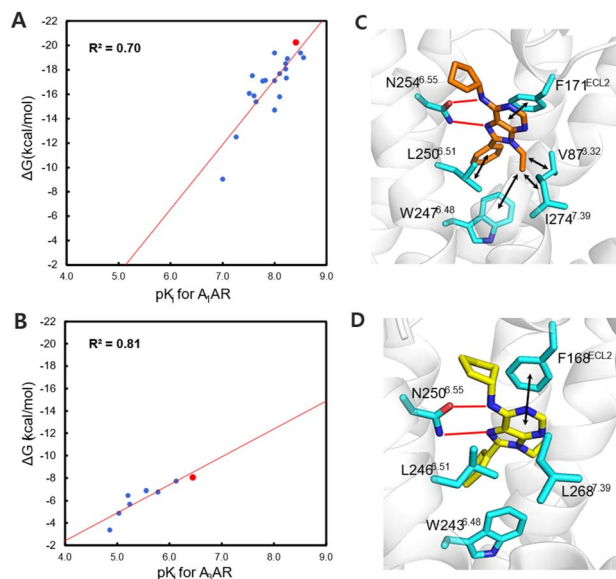 A
R² = 0.70
ΔG(kcal/mol)
-22
-20
-18
-16
-14
-12
-10
-8
-6
-4
-2
4.0 5.0 6.0 7.0 8.0 9.0
pKi for A1AR
B
R² = 0.81
ΔG (kcal/mol)
-22
-20
-18
-16
-14
-12
-10
-8
-6
-4
-2
4.0 5.0 6.0 7.0 8.0 9.0
pKi for A3AR
C
N254^6.55
F171^ECL2
L250^6.51
V87^3.32
W247^6.48
I274^7.39
D
F168^ECL2
N250^6.55
L246^6.51
L268^7.39
W243^6.48